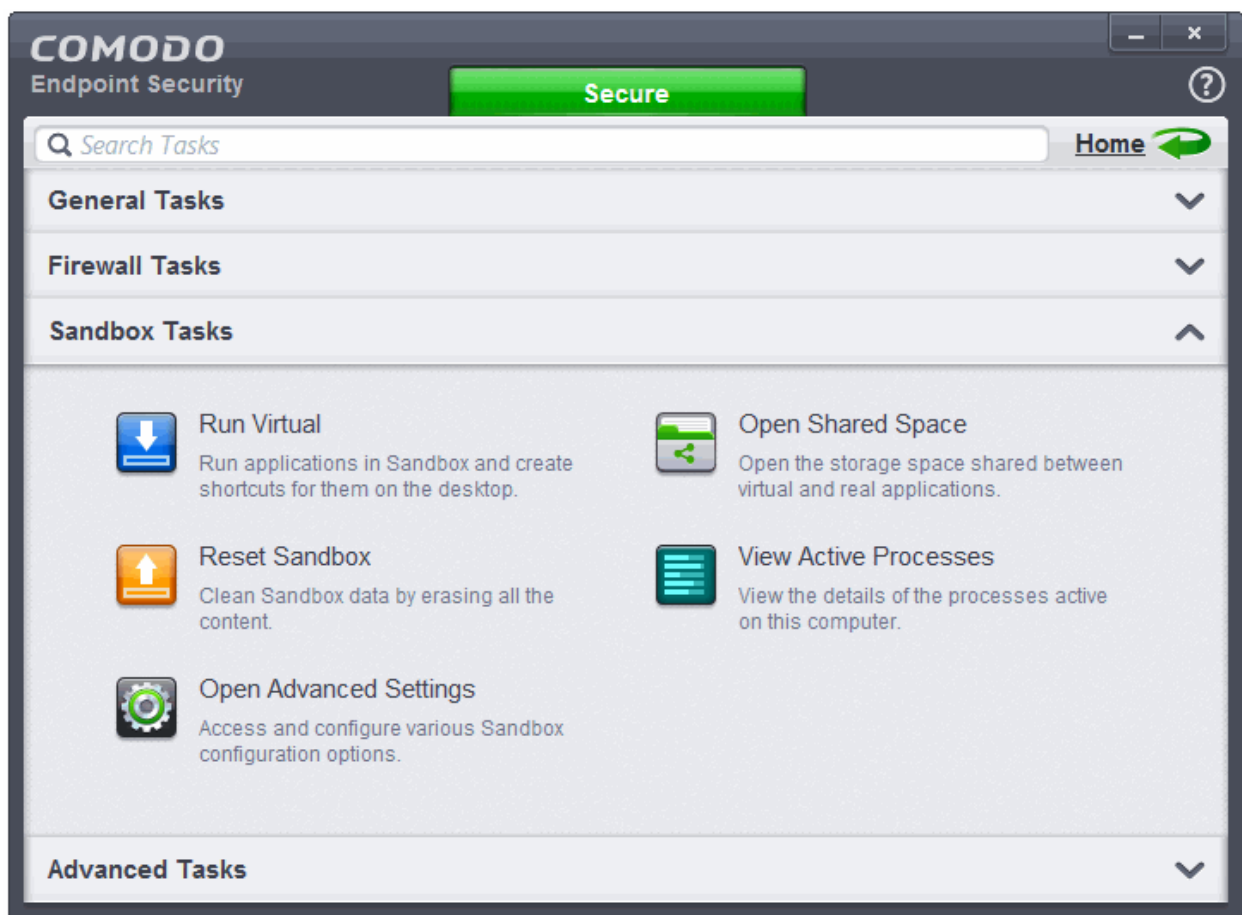 COMODO
Endpoint Security
Secure
?
Search Tasks
Home
General Tasks
Firewall Tasks
Sandbox Tasks
Run Virtual
Run applications in Sandbox and create
shortcuts for them on the desktop.
Open Shared Space
Open the storage space shared between
virtual and real applications.
Reset Sandbox
Clean Sandbox data by erasing all the
content.
View Active Processes
View the details of the processes active
on this computer.
Open Advanced Settings
Access and configure various Sandbox
configuration options.
Advanced Tasks